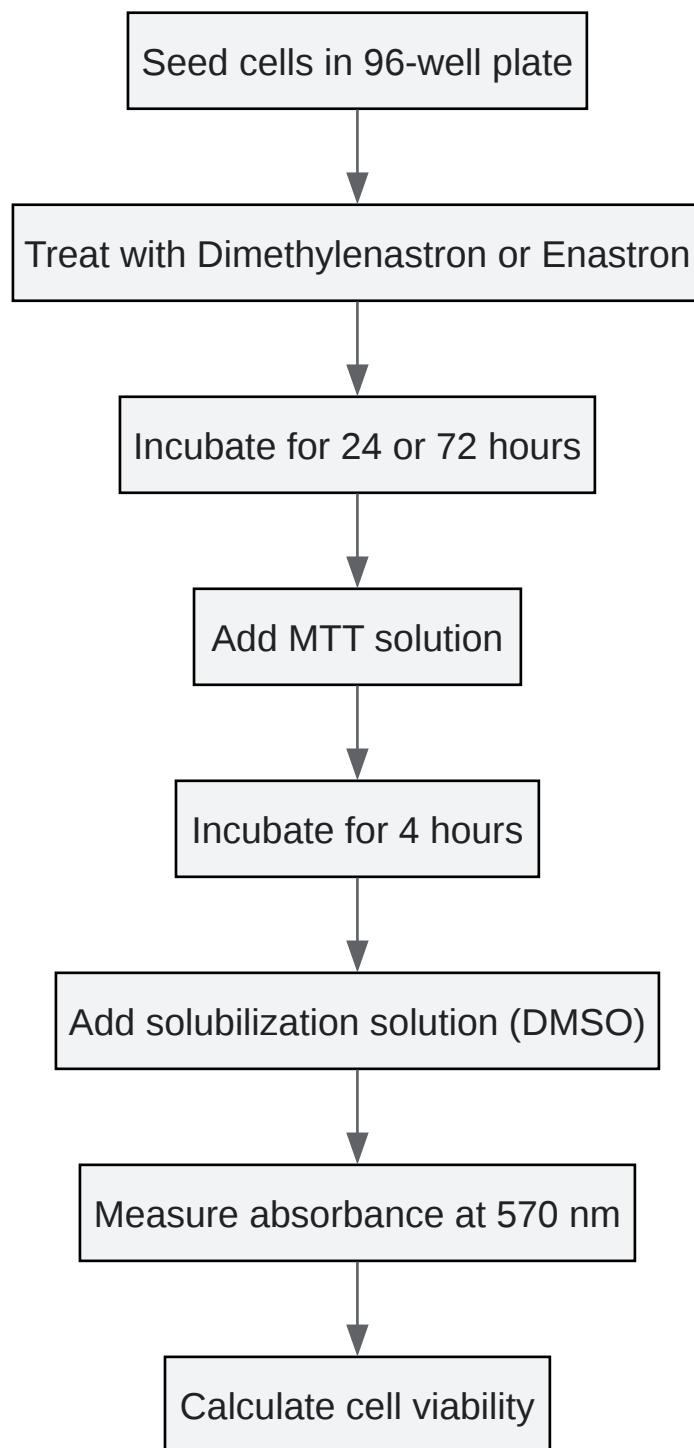 Seed cells in 96-well plate
Treat with Dimethylenastron or Enastron
Incubate for 24 or 72 hours
Add MTT solution
Incubate for 4 hours
Add solubilization solution (DMSO)
Measure absorbance at 570 nm
Calculate cell viability